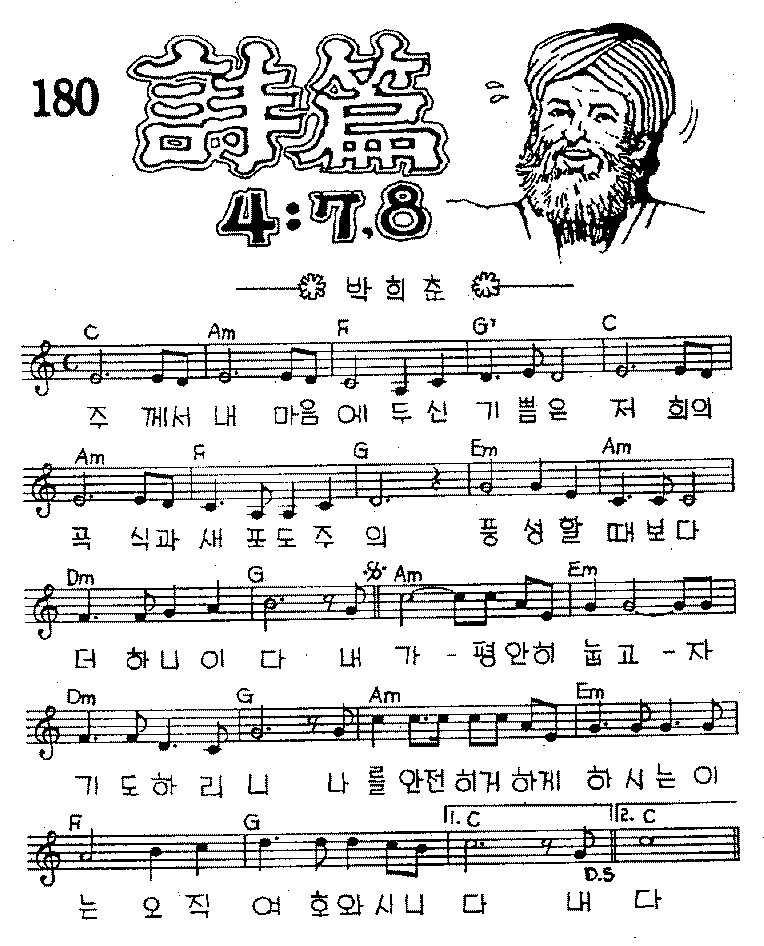 180
詩篇
4:7,8
박희춘
C Am F G7 C
주 께서 내 마음 에 두 신 기 쁨은 저 희의
Am F G Em Am
곡 식과 새 포도 주 의 풍 성할 때보다
Dm G Am Em
더 하니이 다 내 가 - 평안히 눕고 - 자
Dm G Am Em
기 도하 리 니 나 를 안전히거 하게 하 시 는 이
F G 1. C 2. C
D.S
는 오 직 여 호와시니 다 내 다